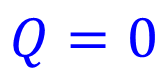 Q = 0